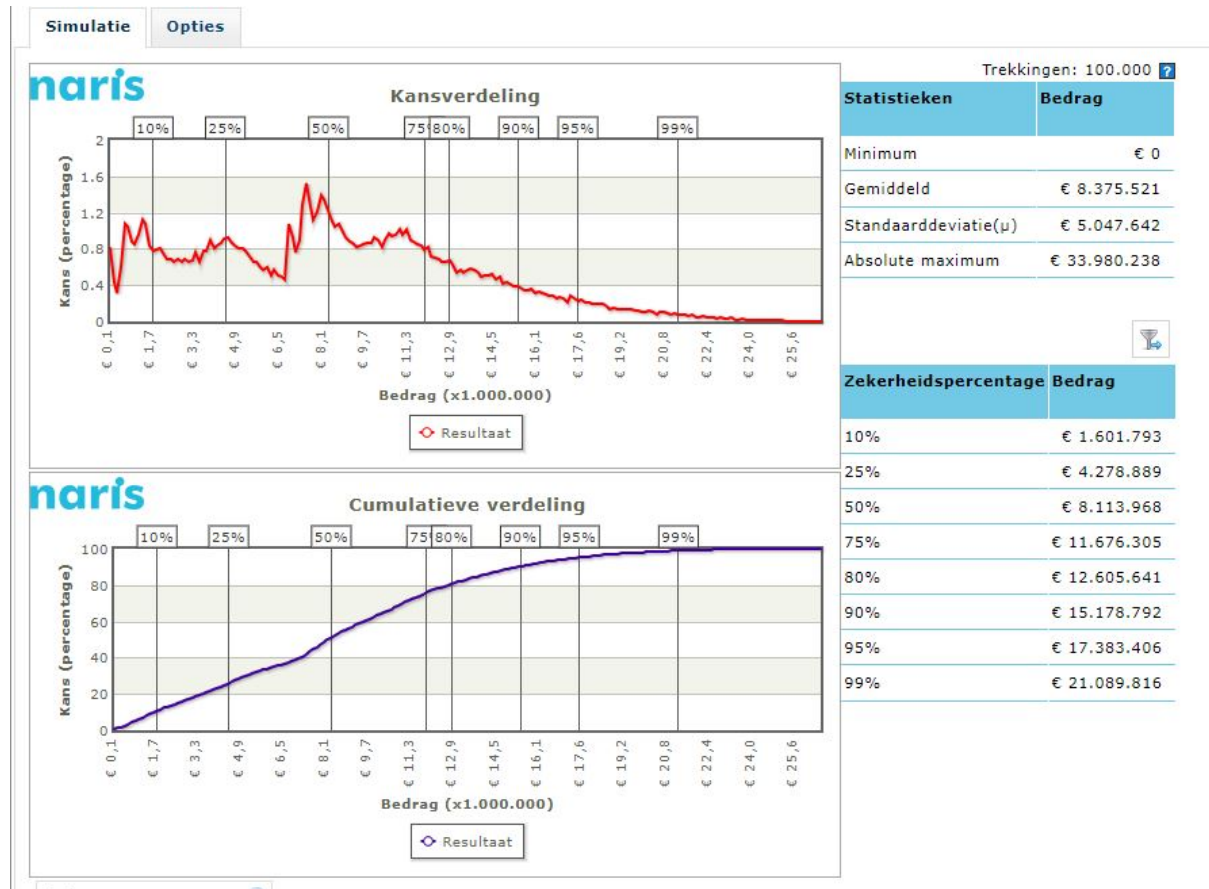 Simulatie Opties
naris
Kansverdeling
10% 25% 50% 75% 80% 90% 95% 99%
Kans (percentage)
2
1.6
1.2
0.8
0.4
0
€ 0,1 € 1,7 € 3,3 € 4,9 € 6,5 € 8,1 € 9,7 € 11,3 € 12,9 € 14,5 € 16,1 € 17,6 € 19,2 € 20,8 € 22,4 € 24,0 € 25,6
Bedrag (x1.000.000)
Resultaat
Trekkingen: 100.000 ?
Statistieken Bedrag
Minimum € 0
Gemiddeld € 8.375.521
Standaarddeviatie(μ) € 5.047.642
Absolute maximum € 33.980.238
Zekerheidspercentage Bedrag
10% € 1.601.793
25% € 4.278.889
50% € 8.113.968
75% € 11.676.305
80% € 12.605.641
90% € 15.178.792
95% € 17.383.406
99% € 21.089.816
naris
Cumulatieve verdeling
10% 25% 50% 75% 80% 90% 95% 99%
Kans (percentage)
100
80
60
40
20
0
€ 0,1 € 1,7 € 3,3 € 4,9 € 6,5 € 8,1 € 9,7 € 11,3 € 12,9 € 14,5 € 16,1 € 17,6 € 19,2 € 20,8 € 22,4 € 24,0 € 25,6
Bedrag (x1.000.000)
Resultaat